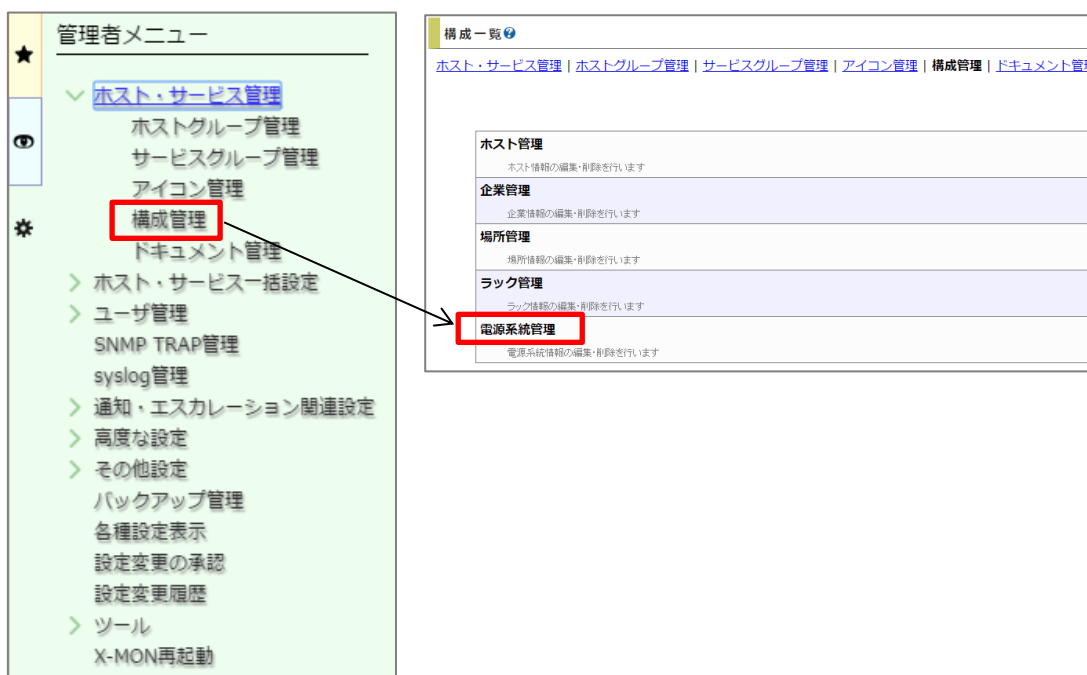 管理者メニュー
ホスト・サービス管理
ホストグループ管理
サービスグループ管理
アイコン管理
構成管理
ドキュメント管理
ホスト・サービス一括設定
ユーザ管理
SNMP TRAP管理
syslog管理
通知・エスカレーション関連設定
高度な設定
その他設定
バックアップ管理
各種設定表示
設定変更の承認
設定変更履歴
ツール
X-MON再起動
構成一覧?
ホスト・サービス管理 | ホストグループ管理 | サービスグループ管理 | アイコン管理 | 構成管理 | ドキュメント管
ホスト管理
ホスト情報の編集・削除を行います
企業管理
企業情報の編集・削除を行います
場所管理
場所情報の編集・削除を行います
ラック管理
ラック情報の編集・削除を行います
電源系統管理
電源系統情報の編集・削除を行います